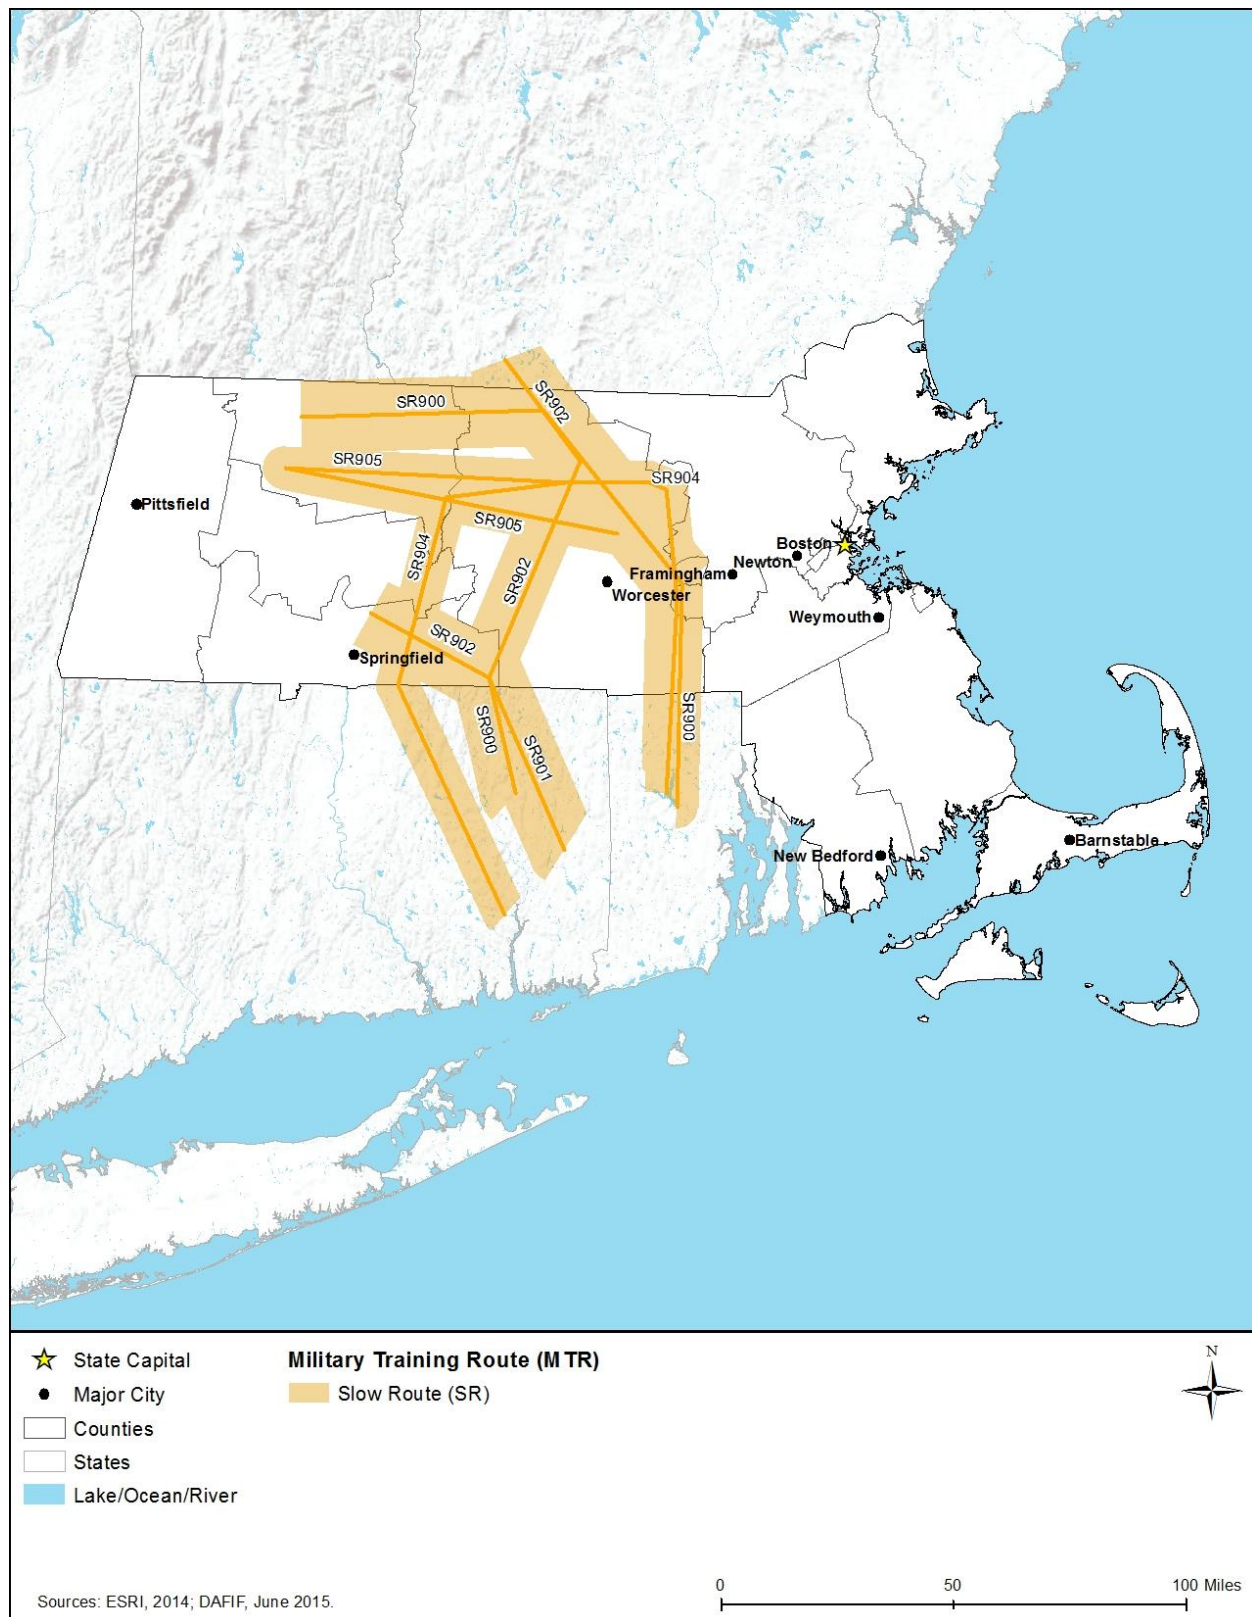 SR900
SR902
SR905
SR904
Pittsfield
SR905
Boston
SR904
SR902
Newton
Framingham
Worcester
Weymouth
SR902
Springfield
SR900
SR900
SR901
Barnstable
New Bedford
State Capital
Military Training Route (MTR)
N
Major City
Slow Route (SR)
Counties
States
Lake/Ocean/River
0 50 100 Miles
Sources: ESRI, 2014; DAFIF, June 2015.